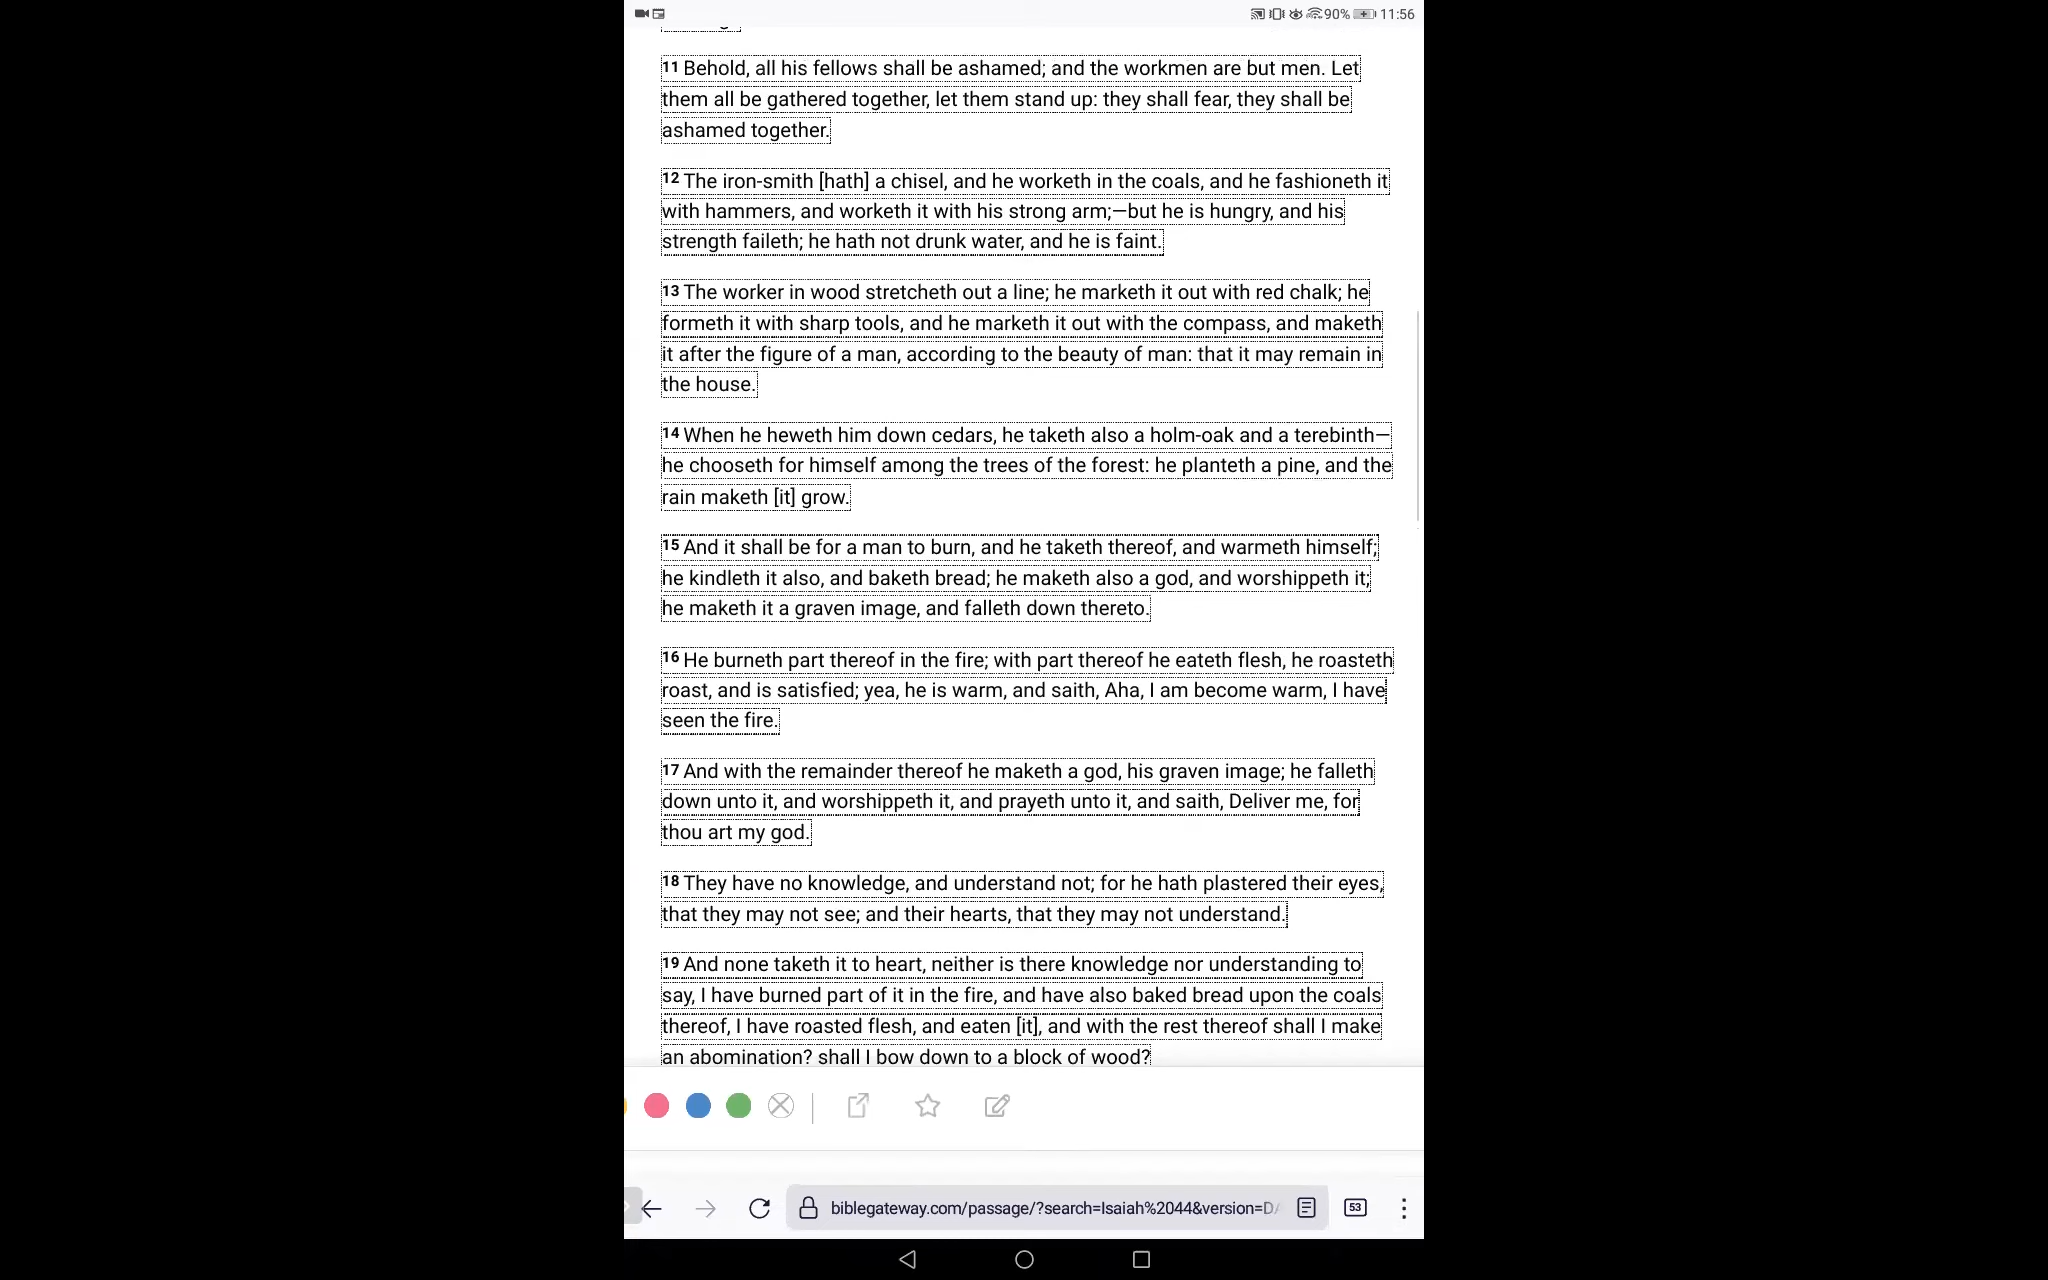 90% 11:56
11 Behold, all his fellows shall be ashamed; and the workmen are but men. Let
them all be gathered together, let them stand up: they shall fear, they shall be
ashamed together.
12 The iron-smith [hath] a chisel, and he worketh in the coals, and he fashioneth it
with hammers, and worketh it with his strong arm;—but he is hungry, and his
strength faileth; he hath not drunk water, and he is faint.
13 The worker in wood stretcheth out a line; he marketh it out with red chalk; he
formeth it with sharp tools, and he marketh it out with the compass, and maketh
it after the figure of a man, according to the beauty of man: that it may remain in
the house.
14 When he heweth him down cedars, he taketh also a holm-oak and a terebinth—
he chooseth for himself among the trees of the forest: he planteth a pine, and the
rain maketh [it] grow.
15 And it shall be for a man to burn, and he taketh thereof, and warmeth himself;
he kindleth it also, and baketh bread; he maketh also a god, and worshippeth it;
he maketh it a graven image, and falleth down thereto.
16 He burneth part thereof in the fire; with part thereof he eateth flesh, he roasteth
roast, and is satisfied; yea, he is warm, and saith, Aha, I am become warm, I have
seen the fire.
17 And with the remainder thereof he maketh a god, his graven image; he falleth
down unto it, and worshippeth it, and prayeth unto it, and saith, Deliver me, for
thou art my god.
18 They have no knowledge, and understand not; for he hath plastered their eyes,
that they may not see; and their hearts, that they may not understand.
19 And none taketh it to heart, neither is there knowledge nor understanding to
say, I have burned part of it in the fire, and have also baked bread upon the coals
thereof, I have roasted flesh, and eaten [it], and with the rest thereof shall I make
an abomination? shall I bow down to a block of wood?
biblegateway.com/passage/?search=Isaiah%2044&version=DA 53